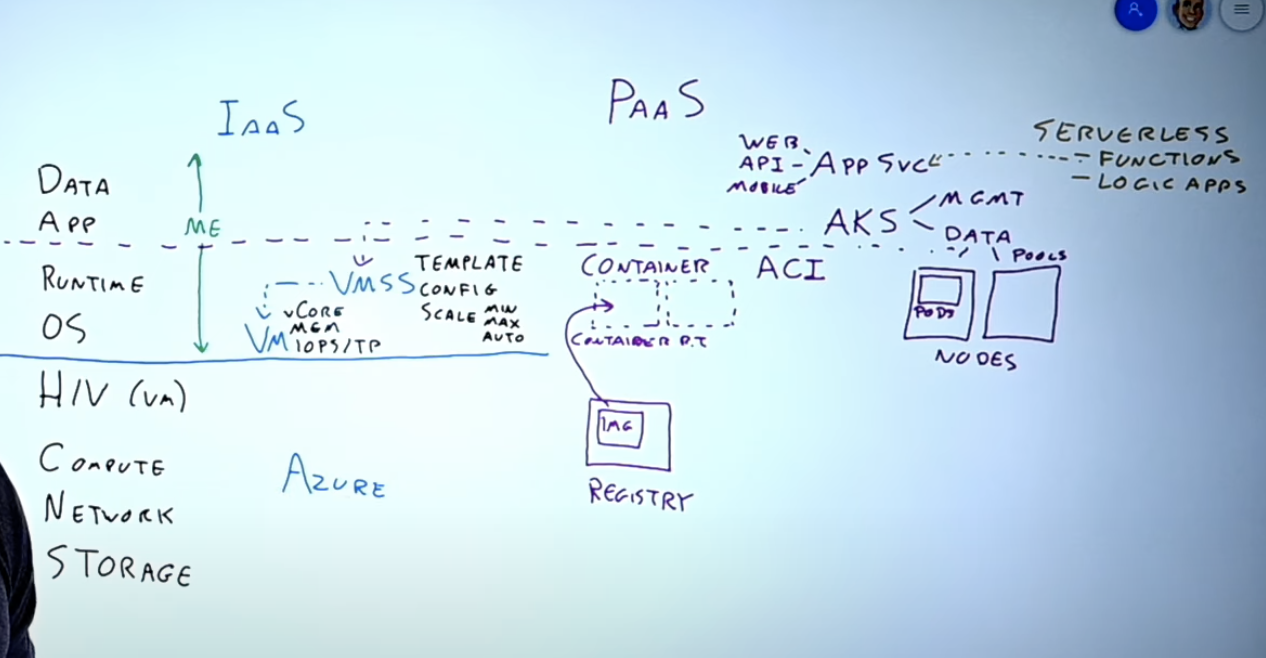 IAAS
PAAS
SERVERLESS
- FUNCTIONS
- LOGIC APPS
WEB
API - APP SVC
MOBILE
DATA
APP
ME
AKS
MGMT
DATA
POOLS
PODS
NODES
RUNTIME
OS
VMSS
TEMPLATE
CONFIG
SCALE MIN
MAX
AUTO
VM
vCORE
MEM
IOPS/TP
CONTAINER
ACI
CONTAINER R.T
H/V (VM)
COMPUTE
NETWORK
STORAGE
AZURE
IMG
REGISTRY